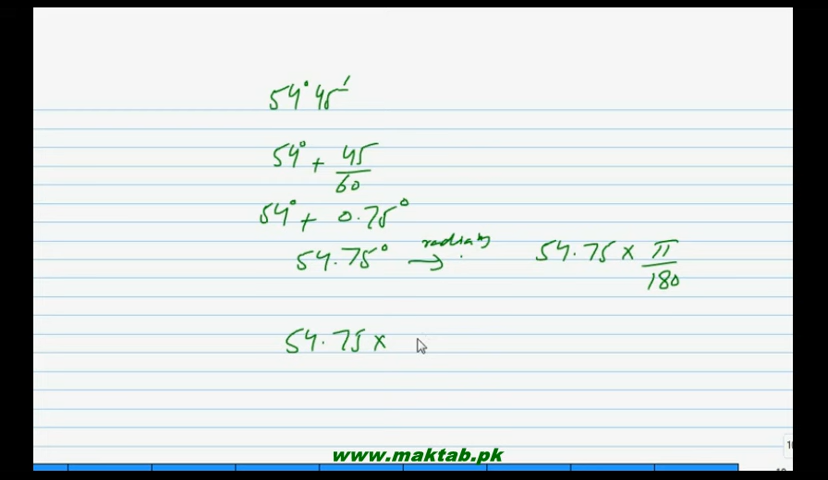 54° 45'
54° + 45/60
54° + 0.75°
54.75° → radians 54.75 × π/180
54.75 ×
www.maktab.pk